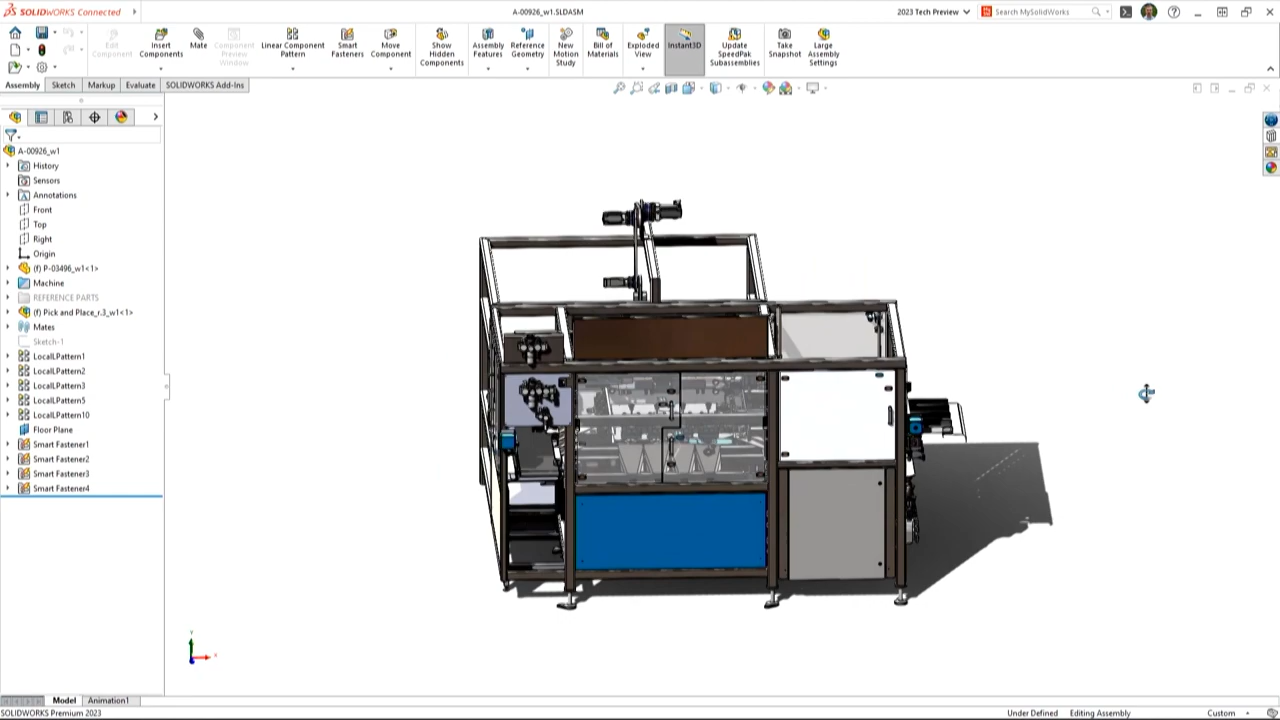 SOLIDWORKS Connected
A-00926_w1.SLDASM
2023 Tech Preview
Search MySolidWorks
Edit Component
Insert Components
Mate
Component Preview Window
Linear Component Pattern
Smart Fasteners
Move Component
Show Hidden Components
Assembly Features
Reference Geometry
New Motion Study
Bill of Materials
Exploded View
Instant3D
Update SpeedPak Subassemblies
Take Snapshot
Large Assembly Settings
Assembly Sketch Markup Evaluate SOLIDWORKS Add-Ins
A-00926_w1
History
Sensors
Annotations
Front
Top
Right
Origin
(f) P-03496_w1<1>
Machine
REFERENCE PARTS
(f) Pick and Place_r.3_w1<1>
Mates
Sketch-1
LocalLPattern1
LocalLPattern2
LocalLPattern3
LocalLPattern5
LocalLPattern10
Floor Plane
Smart Fastener1
Smart Fastener2
Smart Fastener3
Smart Fastener4
Y
X
Model Animation1
SOLIDWORKS Premium 2023
Under Defined
Editing Assembly
Custom